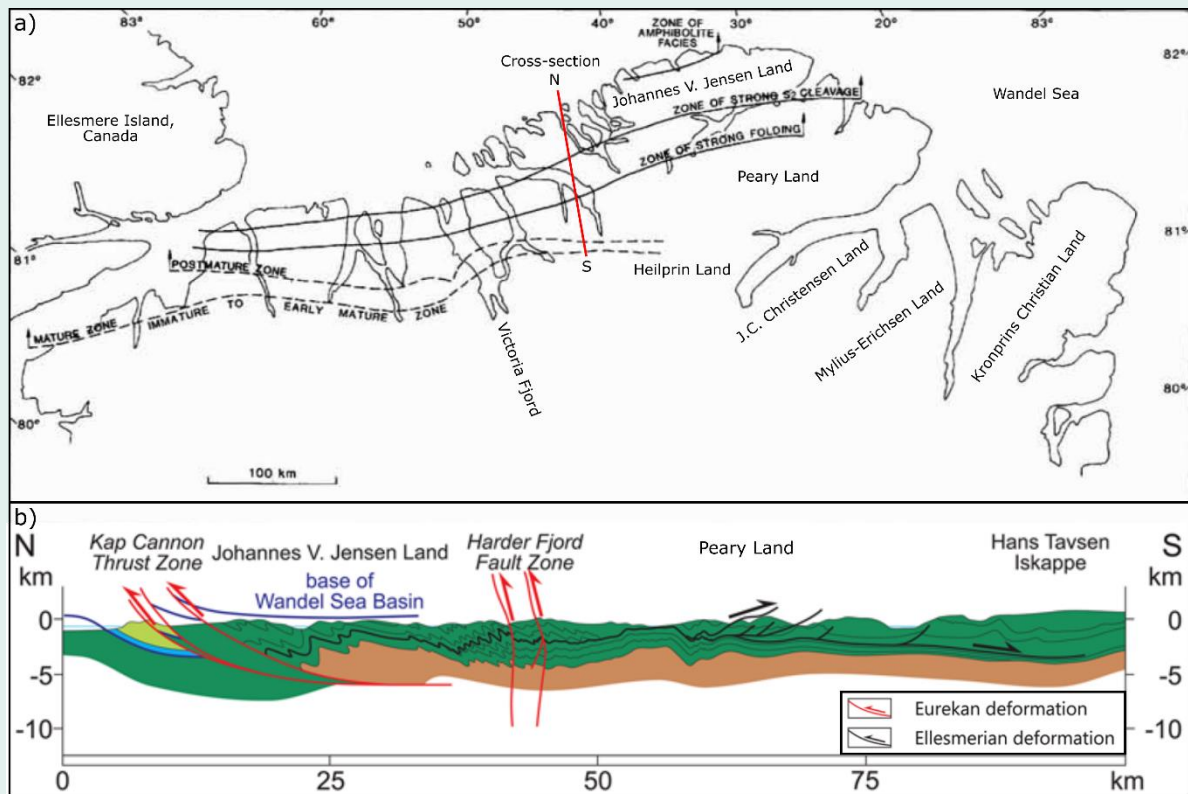 a)
83°
60°
50°
40°
30°
20°
83°
ZONE OF
AMPHIBOLITE
FACIES
82°
82°
Cross-section
N
Johannes V. Jensen Land
ZONE OF STRONG S₂ CLEAVAGE
Wandel Sea
Ellesmere Island,
Canada
ZONE OF STRONG FOLDING
Peary Land
81°
81°
POSTMATURE ZONE
S
Heilprin Land
MATURE ZONE
IMMATURE TO EARLY MATURE ZONE
Victoria Fjord
J.C. Christensen Land
Mylius-Erichsen Land
Kronprins Christian Land
80°
80°
100 km
b)
N
S
Kap Cannon
Thrust Zone
Johannes V. Jensen Land
Harder Fjord
Fault Zone
Peary Land
Hans Tavsen
Iskappe
km
km
base of
Wandel Sea Basin
0
0
-5
-5
-10
-10
Eurekan deformation
Ellesmerian deformation
0
25
50
75
km